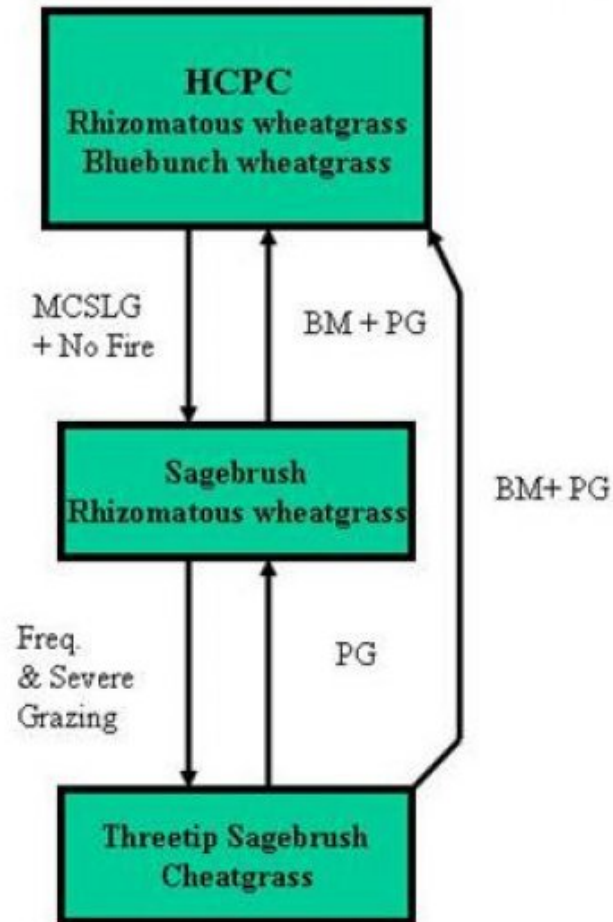 HCPC
Rhizomatous wheatgrass
Bluebunch wheatgrass
MCSLG
+ No Fire
BM + PG
Sagebrush
Rhizomatous wheatgrass
BM+ PG
Freq.
& Severe
Grazing
PG
Threetip Sagebrush
Cheatgrass